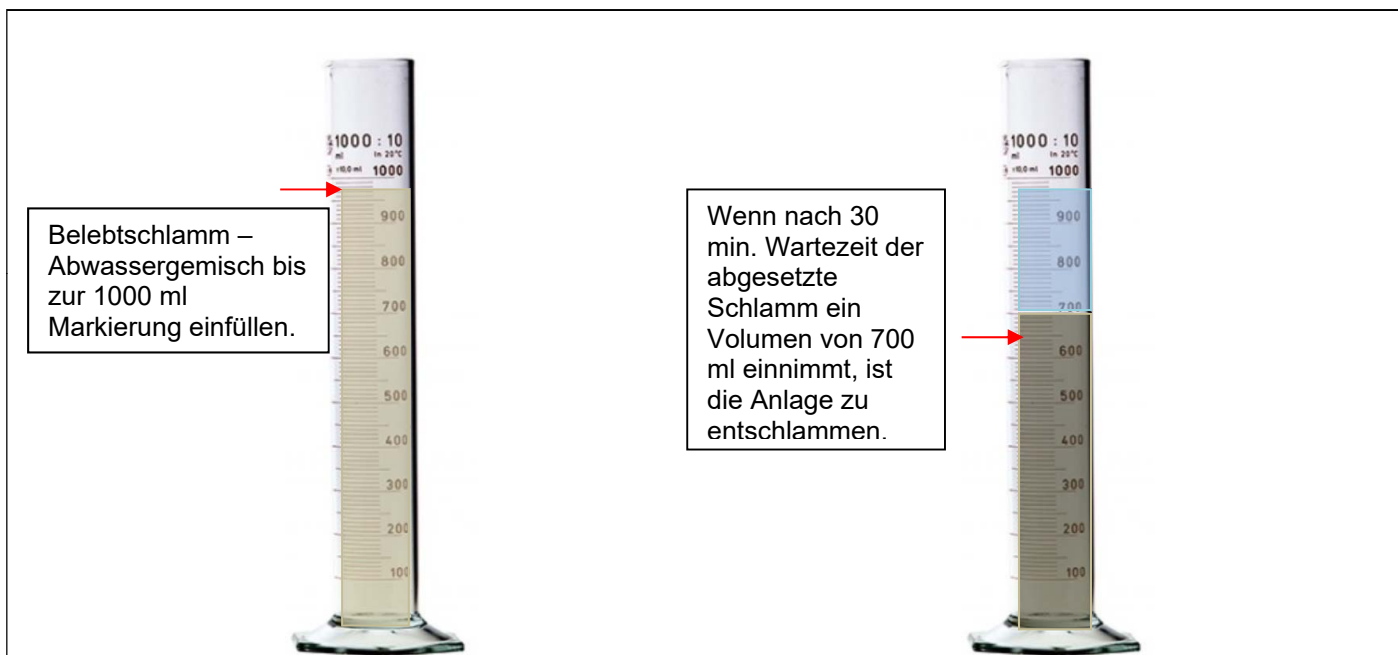 1000 : 10
ml
In 20°C
±10,0 ml 1000
900
800
700
600
500
400
300
200
100
Belebtschlamm –
Abwassergemisch bis
zur 1000 ml
Markierung einfüllen.
Wenn nach 30
min. Wartezeit der
abgesetzte
Schlamm ein
Volumen von 700
ml einnimmt, ist
die Anlage zu
entschlammen.
1000 : 10
ml
In 20°C
±10,0 ml 1000
900
800
700
600
500
400
300
200
100